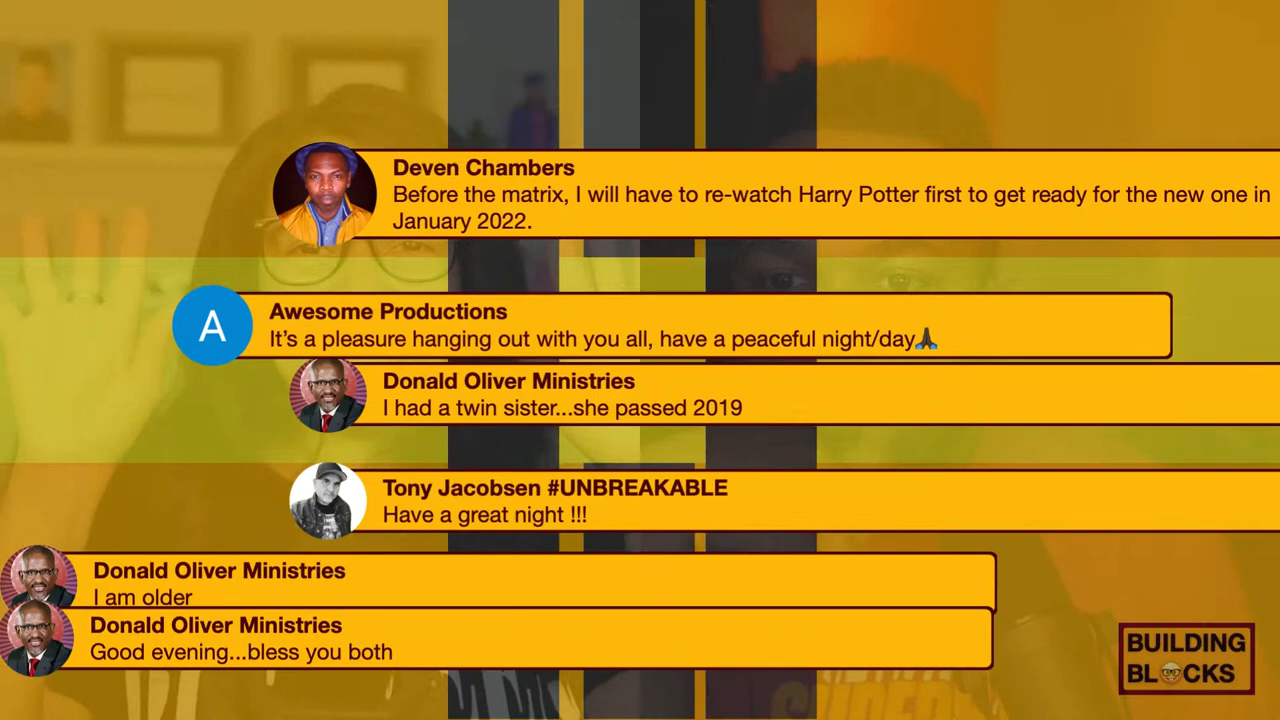 Deven Chambers
Before the matrix, I will have to re-watch Harry Potter first to get ready for the new one in
January 2022.
A
Awesome Productions
It's a pleasure hanging out with you all, have a peaceful night/day🙏🏿
Donald Oliver Ministries
I had a twin sister...she passed 2019
Tony Jacobsen #UNBREAKABLE
Have a great night !!!
Donald Oliver Ministries
I am older
Donald Oliver Ministries
Good evening...bless you both
BUILDING
BLOCKS